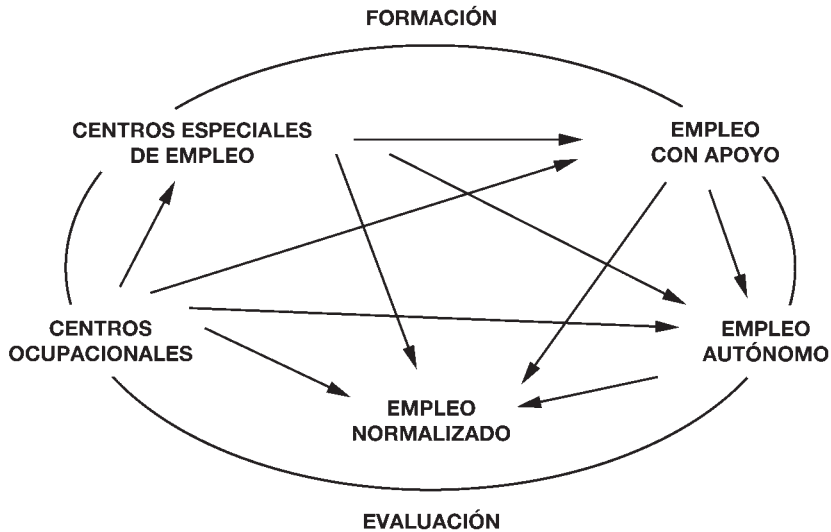 FORMACIÓN
CENTROS ESPECIALES
DE EMPLEO
EMPLEO
CON APOYO
CENTROS
OCUPACIONALES
EMPLEO
AUTÓNOMO
EMPLEO
NORMALIZADO
EVALUACIÓN